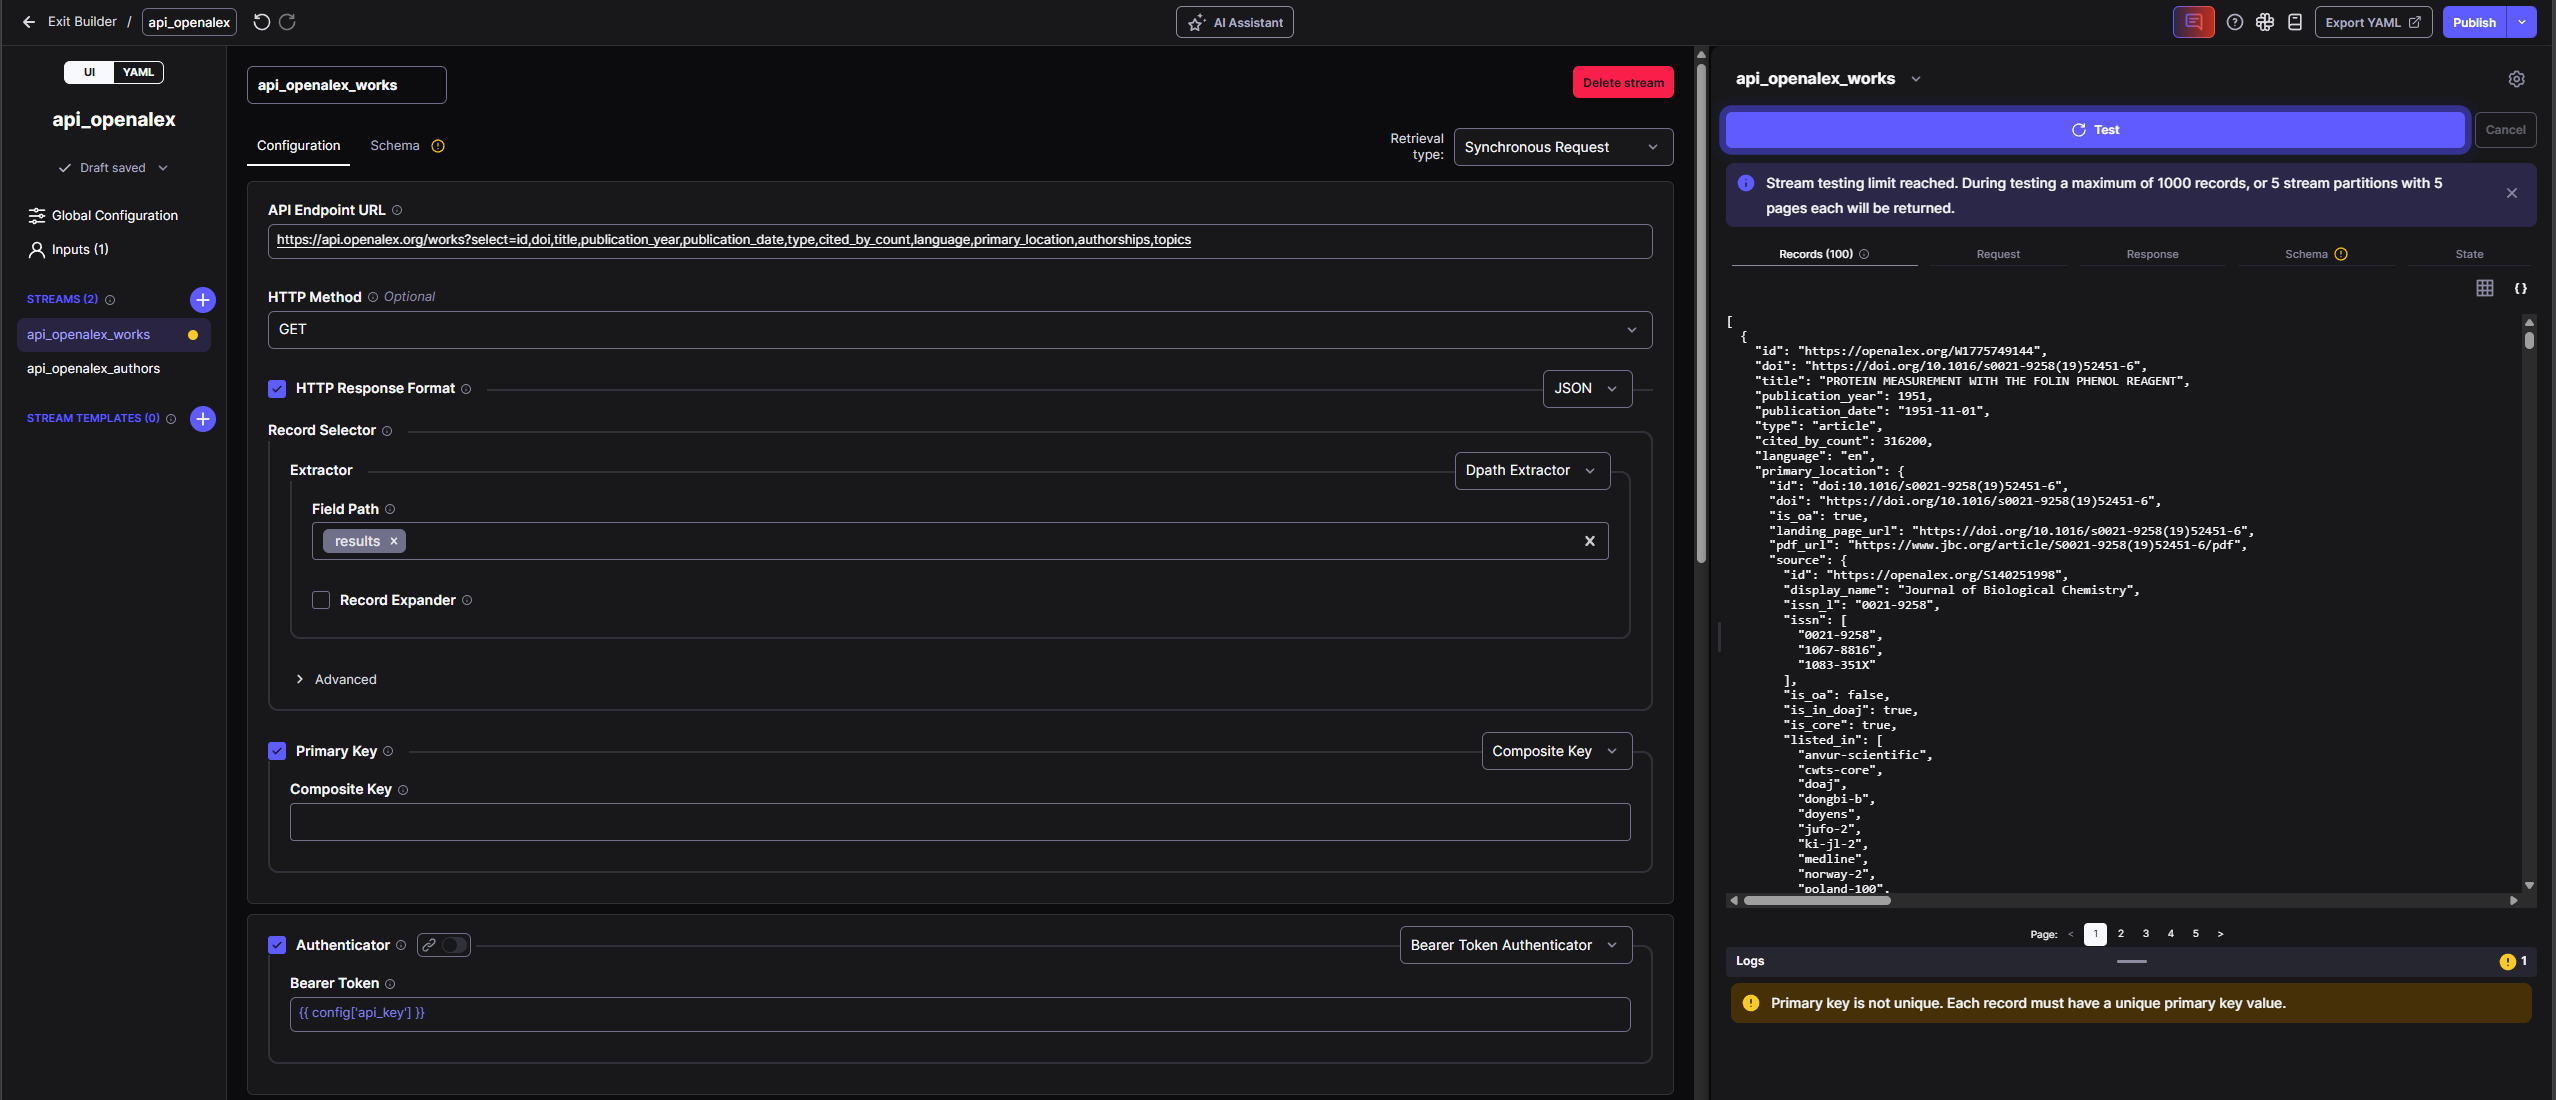 Exit Builder / api_openalex
AI Assistant
Export YAML
Publish
UI YAML
api_openalex
Draft saved
Global Configuration
Inputs (1)
STREAMS (2)
api_openalex_works
api_openalex_authors
STREAM TEMPLATES (0)
api_openalex_works
Delete stream
Configuration
Schema
Retrieval
type:
Synchronous Request
API Endpoint URL
https://api.openalex.org/works?select=id,doi,title,publication_year,publication_date,type,cited_by_count,language,primary_location,authorships,topics
HTTP Method Optional
GET
HTTP Response Format
JSON
Record Selector
Extractor
Dpath Extractor
Field Path
results
Record Expander
Advanced
Primary Key
Composite Key
Composite Key
Authenticator
Bearer Token Authenticator
Bearer Token
{{ config['api_key'] }}
api_openalex_works
Test
Cancel
Stream testing limit reached. During testing a maximum of 1000 records, or 5 stream partitions with 5
pages each will be returned.
Records (100)
Request
Response
Schema
State
{}
[
{
"id": "https://openalex.org/W1775749144",
"doi": "https://doi.org/10.1016/s0021-9258(19)52451-6",
"title": "PROTEIN MEASUREMENT WITH THE FOLIN PHENOL REAGENT",
"publication_year": 1951,
"publication_date": "1951-11-01",
"type": "article",
"cited_by_count": 316200,
"language": "en",
"primary_location": {
"id": "doi:10.1016/s0021-9258(19)52451-6",
"doi": "https://doi.org/10.1016/s0021-9258(19)52451-6",
"is_oa": true,
"landing_page_url": "https://doi.org/10.1016/s0021-9258(19)52451-6",
"pdf_url": "https://www.jbc.org/article/S0021-9258(19)52451-6/pdf",
"source": {
"id": "https://openalex.org/S140251998",
"display_name": "Journal of Biological Chemistry",
"issn_l": "0021-9258",
"issn": [
"0021-9258",
"1067-8816",
"1083-351X"
],
"is_oa": false,
"is_in_doaj": true,
"is_core": true,
"listed_in": [
"anvur-scientific",
"cwts-core",
"doaj",
"dongbi-b",
"doyens",
"jufo-2",
"ki-jl-2",
"medline",
"norway-2",
"poland-100",
Page: < 1 2 3 4 5 >
Logs
1
Primary key is not unique. Each record must have a unique primary key value.